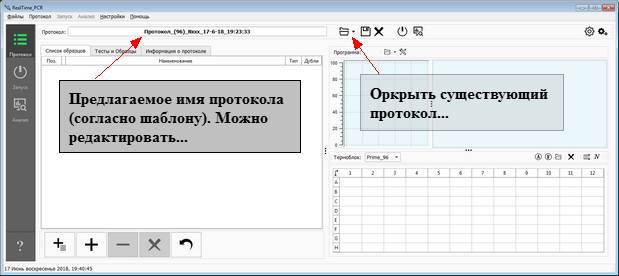 RealTime_PCR
Файлы Протокол Запуск Анализ Настройки Помощь
Протокол: Протокол_(96)_Rxxx_17-6-18_19:23:33
Протокол
Запуск
Анализ
Список образцов Тесты и Образцы Информация о протоколе
Поз. Наименование Тип Дубли
Предлагаемое имя протокола
(согласно шаблону). Можно
редактировать...
Программа:
100
80
60
40
20
0
Оркрыть существующий
протокол...
Термоблок: Prime_96
N
1 2 3 4 5 6 7 8 9 10 11 12
A
B
C
D
E
F
G
H
?
17 Июнь воскресенье 2018, 19:40:45